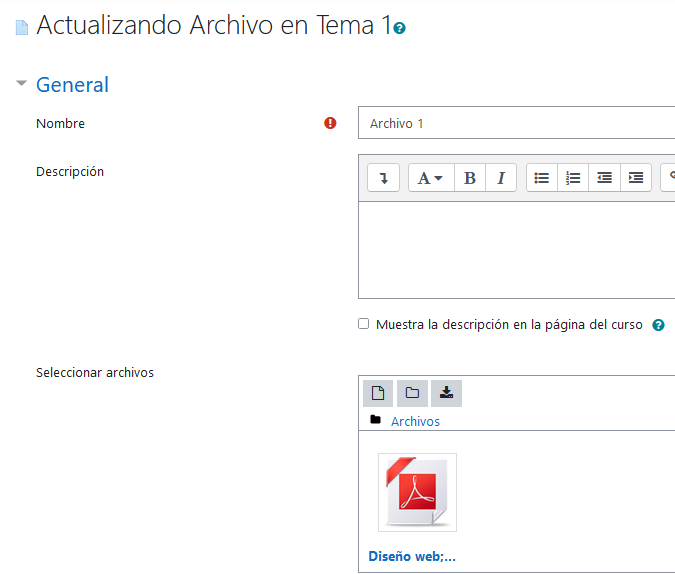 Actualizando Archivo en Tema 1
General
Nombre
Archivo 1
Descripción
A B I
Muestra la descripción en la página del curso
Seleccionar archivos
Archivos
Diseño web;...